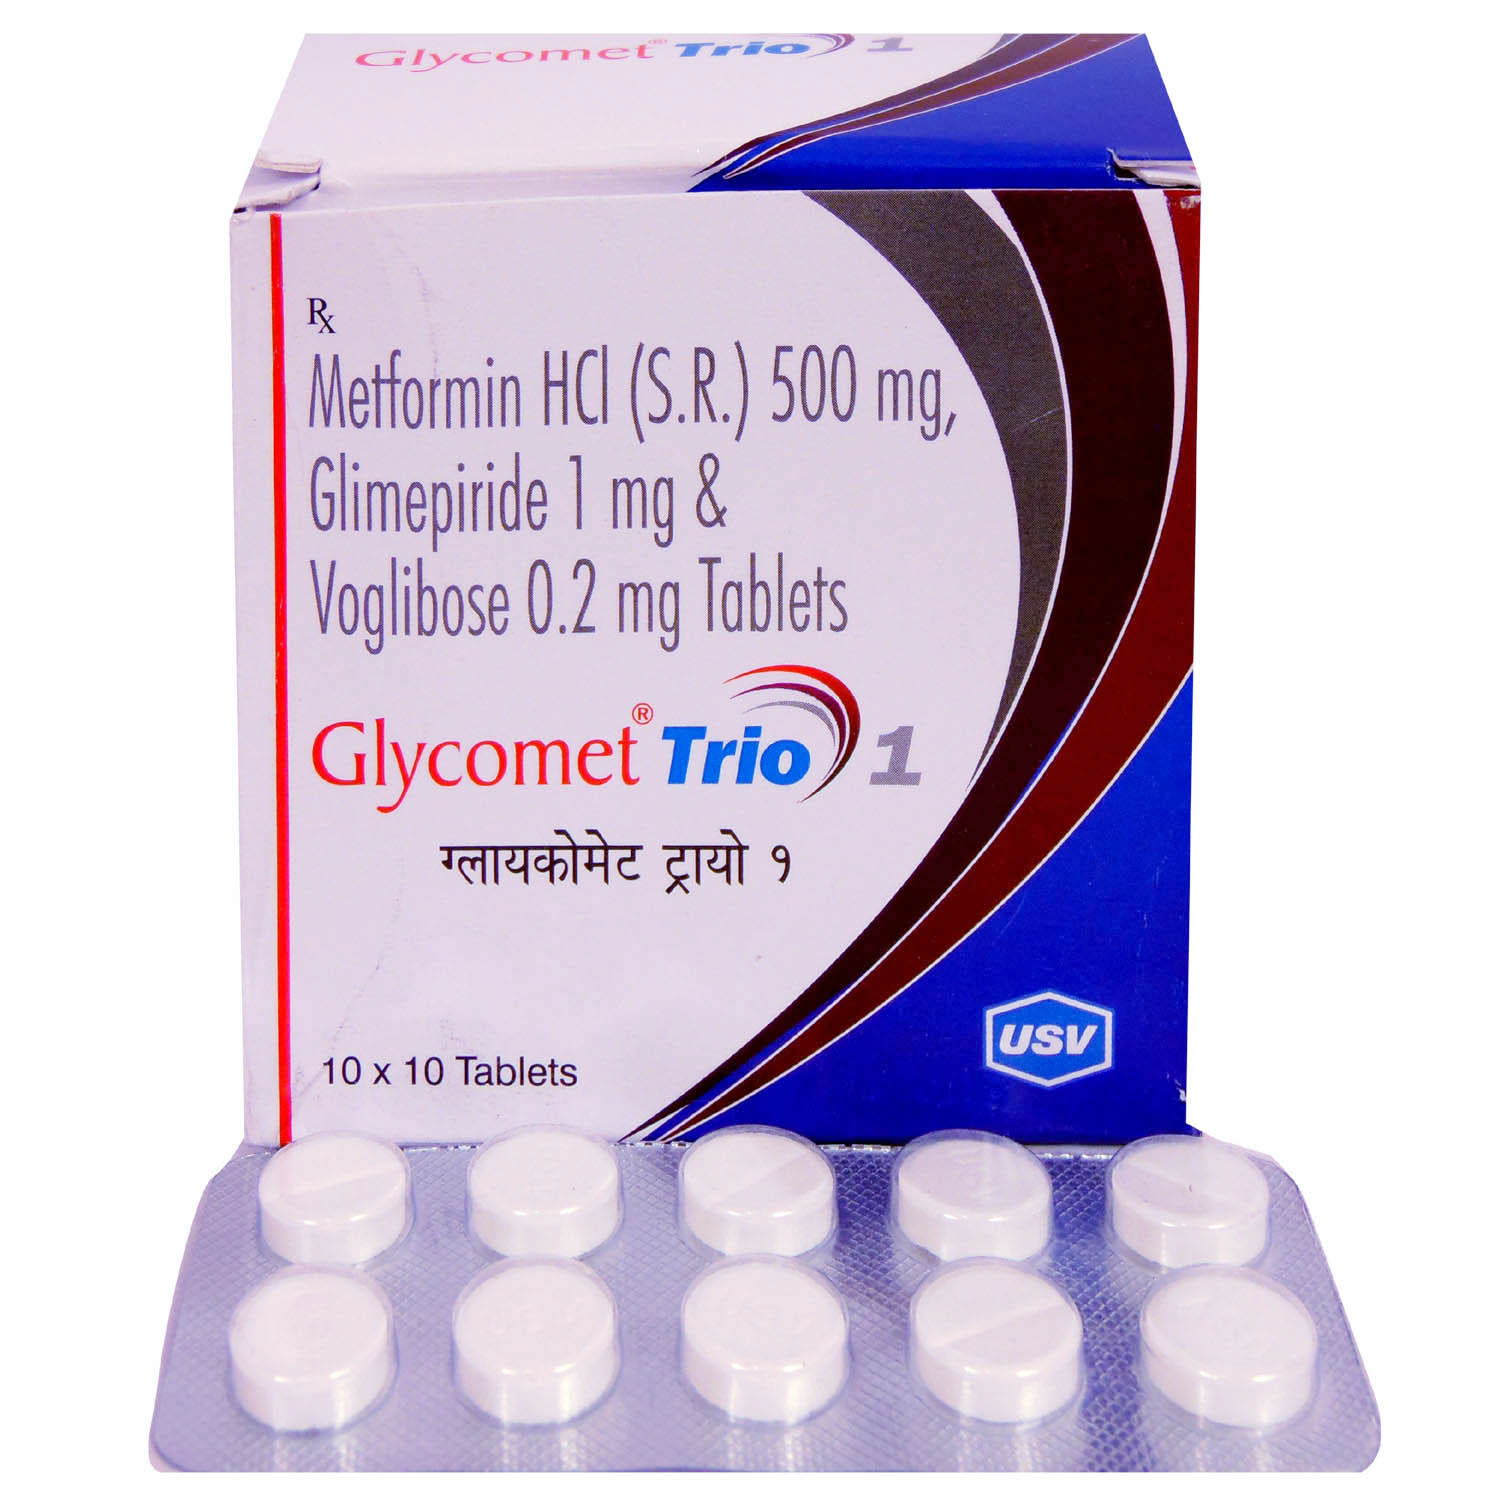 Glycomet® Trio 1
Rx
Metformin HCl (S.R.) 500 mg,
Glimepiride 1 mg &
Voglibose 0.2 mg Tablets
Glycomet® Trio 1
ग्लायकोमेट ट्रायो १
10 x 10 Tablets
USV